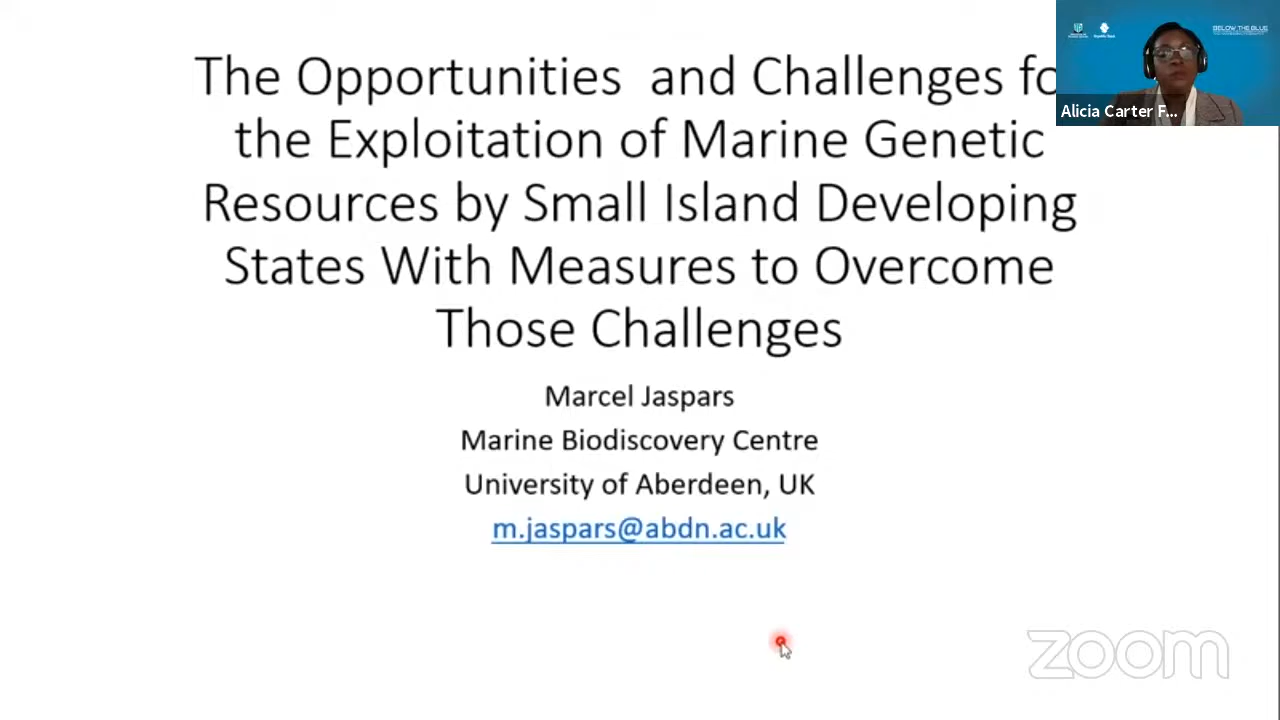 The Opportunities and Challenges fo
the Exploitation of Marine Genetic
Resources by Small Island Developing
States With Measures to Overcome
Those Challenges
Marcel Jaspars
Marine Biodiscovery Centre
University of Aberdeen, UK
m.jaspars@abdn.ac.uk
BELOW THE BLUE
Alicia Carter F...
zoom